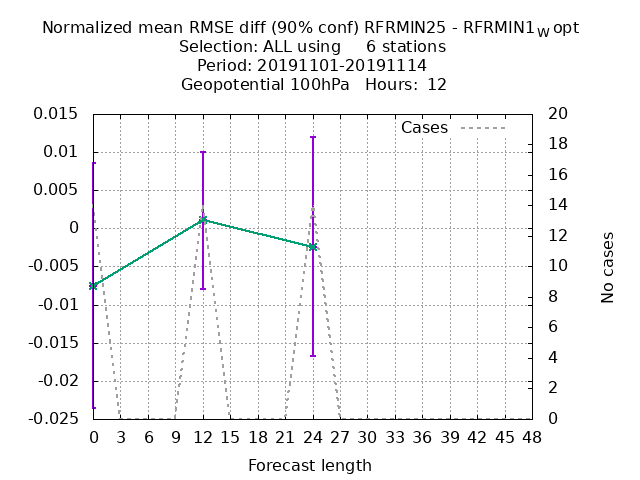 Normalized mean RMSE diff (90% conf) RFRMIN25 - RFRMIN1w opt
Selection: ALL using 6 stations
Period: 20191101-20191114
Geopotential 100hPa Hours: 12
Cases
0.015
0.01
0.005
0
-0.005
-0.01
-0.015
-0.02
-0.025
20
18
16
14
12
10
8
6
4
2
0
No cases
0 3 6 9 12 15 18 21 24 27 30 33 36 39 42 45 48
Forecast length